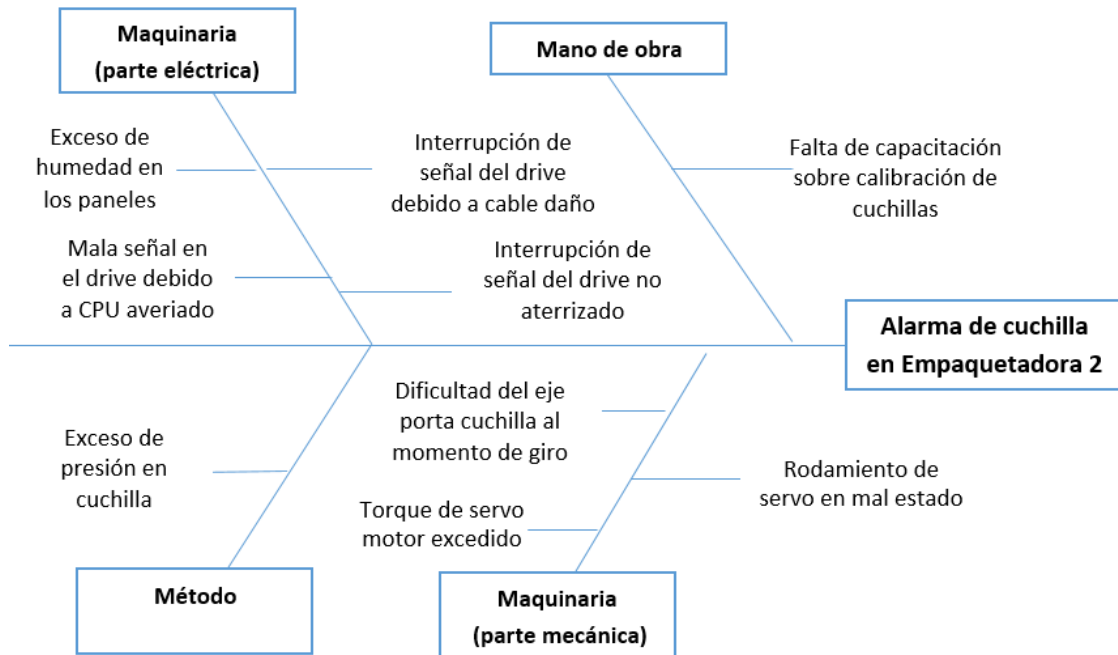 Maquinaria
(parte eléctrica)
Mano de obra
Exceso de
humedad en
los paneles
Interrupción de
señal del drive
debido a cable daño
Falta de capacitación
sobre calibración de
cuchillas
Mala señal en
el drive debido
a CPU averiado
Interrupción de
señal del drive no
aterrizado
Alarma de cuchilla
en Empaquetadora 2
Dificultad del eje
porta cuchilla al
momento de giro
Exceso de
presión en
cuchilla
Rodamiento de
servo en mal estado
Torque de servo
motor excedido
Método
Maquinaria
(parte mecánica)